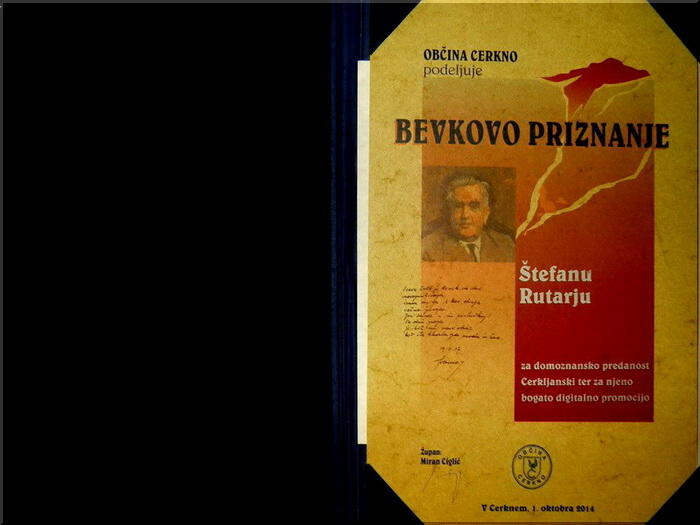 OBČINA CERKNO
podeljuje
BEVKOVO PRIZNANJE
Štefanu
Rutarju
za domoznansko predanost
Cerkljanski ter za njeno
bogato digitalno promocijo
Župan:
Miran Ciglič
OBČINA
CERKNO
V Cerknem, 1. oktobra 2014